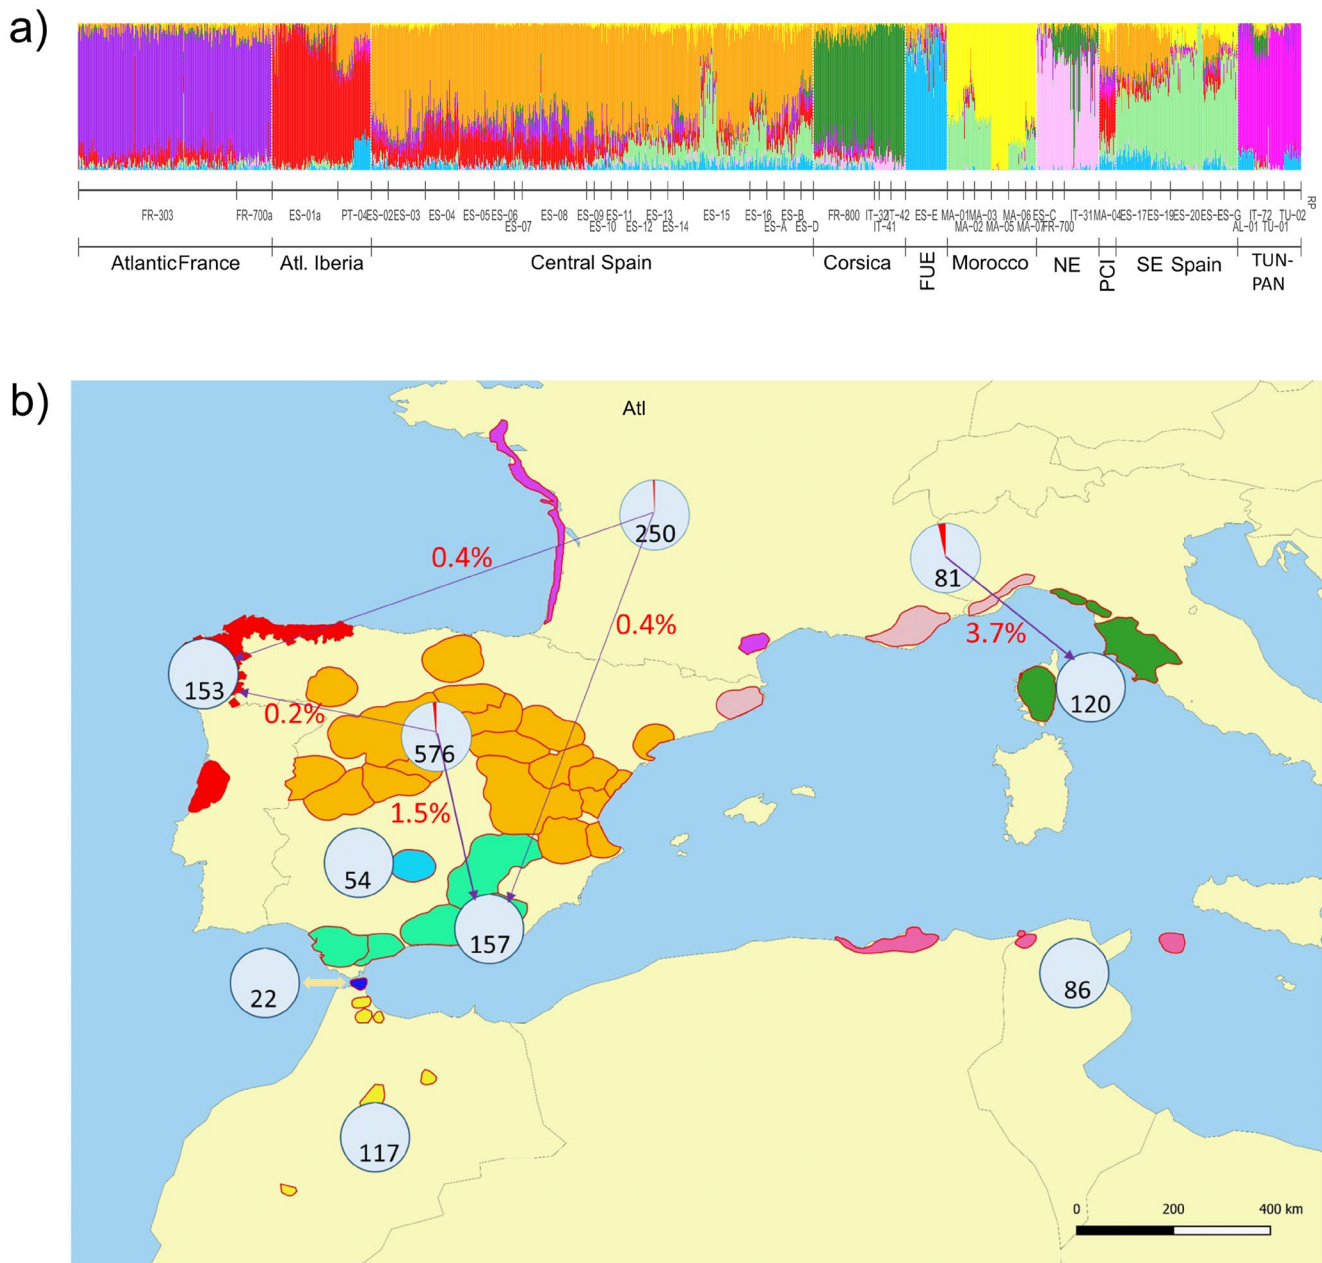 a)
FR-303 FR-700a ES-01a PT-04 ES-02 ES-03 ES-04 ES-05 ES-06 ES-08 ES-09 ES-11 ES-13 ES-15 ES-16 ES-B FR-800 IT-32 IT-42 ES-E MA-01 MA-03 MA-06 ES-C IT-31 MA-04 ES-17 ES-19 ES-20 ES-E ES-G IT-72 TU-02 RP
ES-07 ES-10 ES-12 ES-14 ES-A ES-D IT-41 MA-02 MA-05 MA-07 FR-700 AL-01 TU-01
AtlanticFrance Atl. Iberia Central Spain Corsica FUE Morocco NE PCI SE Spain TUN-
PAN
b)
Atl
250
0.4%
81
0.4%
3.7%
153
120
0.2%
576
1.5%
54
157
22
86
117
0 200 400 km